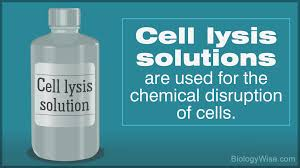 Cell lysis
solution
Cell lysis
solutions
are used for the
chemical disruption
of cells.
BiologyWise.com